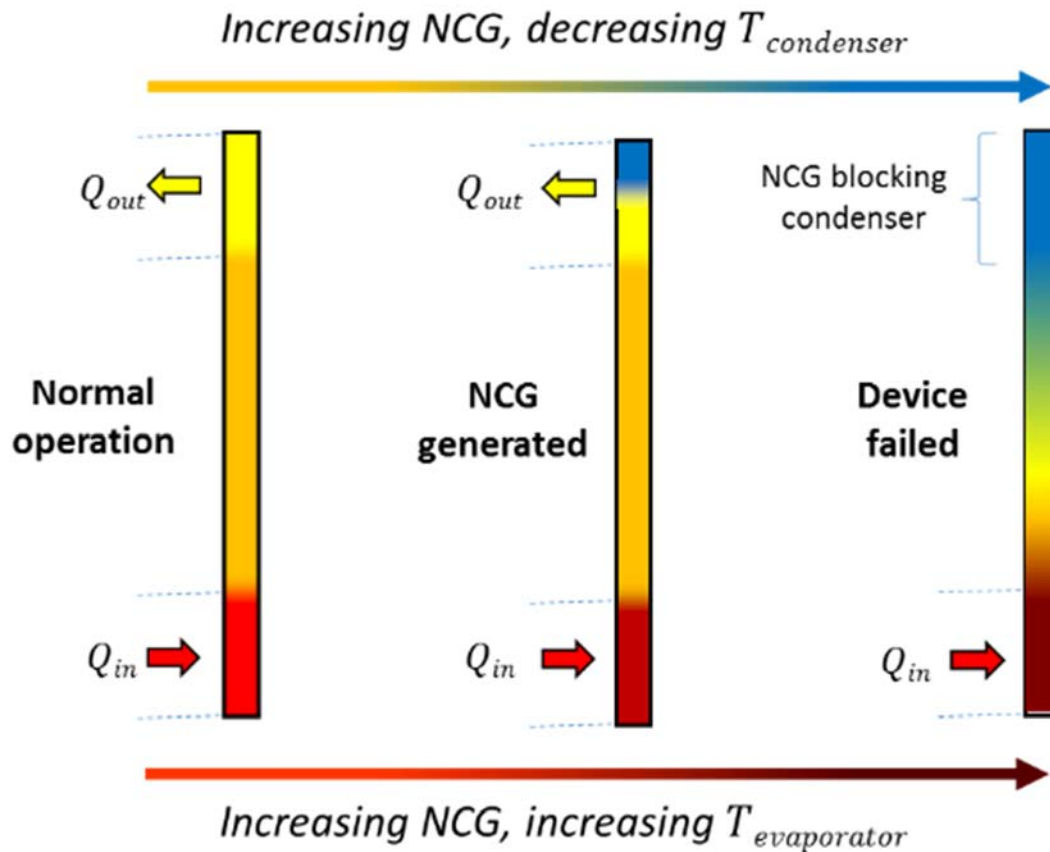 Increasing NCG, decreasing T_condenser
Q_out
Q_out
NCG blocking
condenser
Normal
operation
NCG
generated
Device
failed
Q_in
Q_in
Q_in
Increasing NCG, increasing T_evaporator